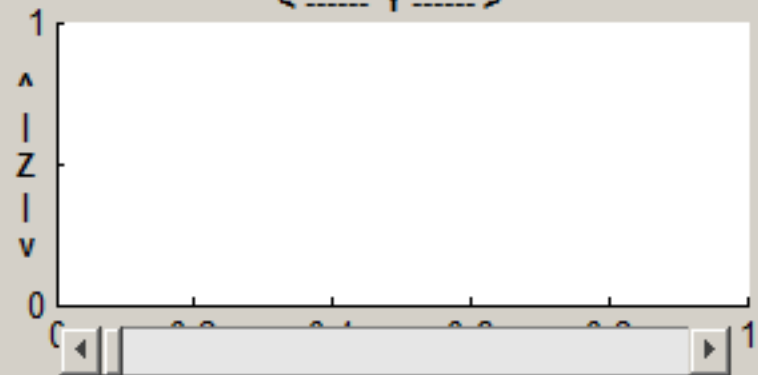 < ------ Y ------ >
1
^
|
Z
|
v
0
0 1